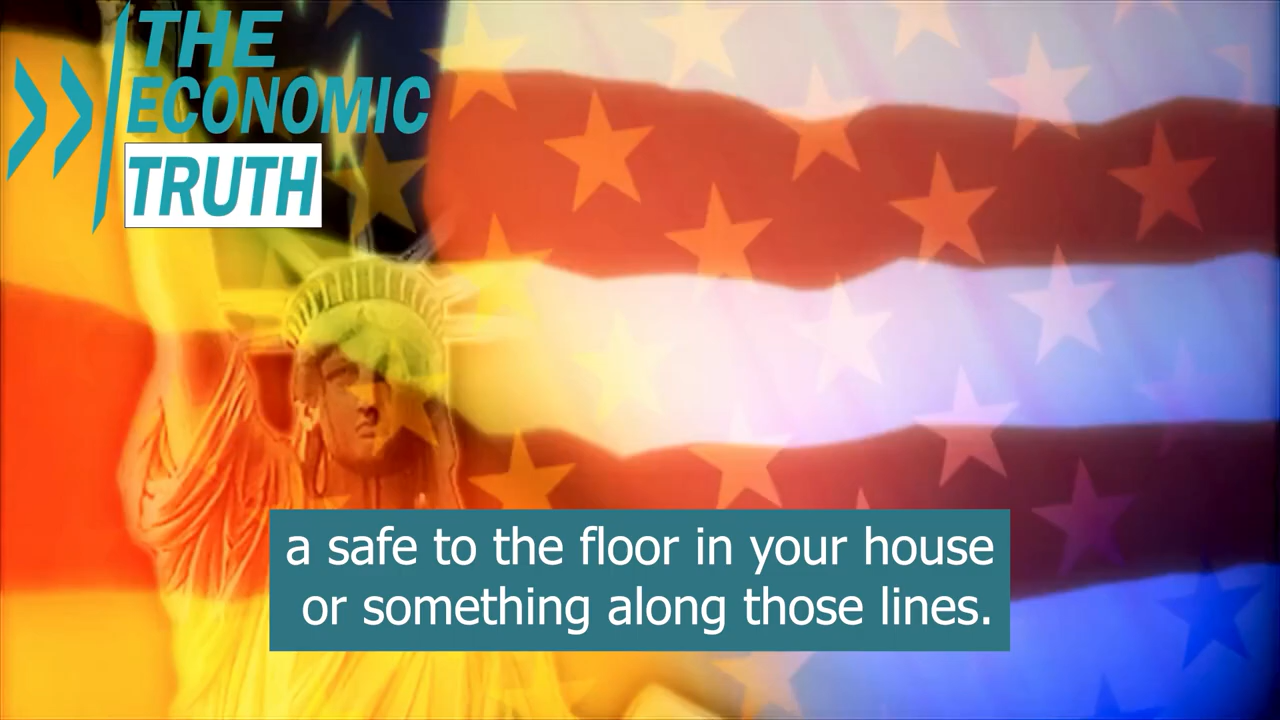 THE
ECONOMIC
TRUTH
a safe to the floor in your house
or something along those lines.